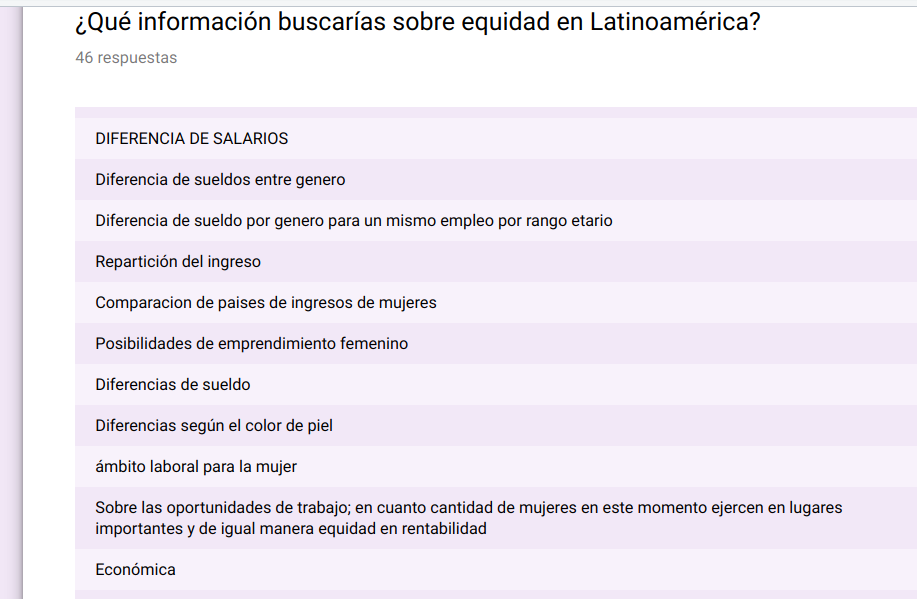 ¿Qué información buscarías sobre equidad en Latinoamérica?
46 respuestas
DIFERENCIA DE SALARIOS
Diferencia de sueldos entre genero
Diferencia de sueldo por genero para un mismo empleo por rango etario
Repartición del ingreso
Comparacion de paises de ingresos de mujeres
Posibilidades de emprendimiento femenino
Diferencias de sueldo
Diferencias según el color de piel
ámbito laboral para la mujer
Sobre las oportunidades de trabajo; en cuanto cantidad de mujeres en este momento ejercen en lugares
importantes y de igual manera equidad en rentabilidad
Económica